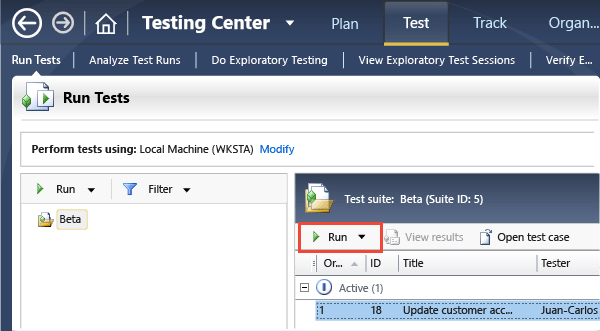 Testing Center Plan Test Track Organ...
Run Tests Analyze Test Runs Do Exploratory Testing View Exploratory Test Sessions Verify E...
Run Tests
Perform tests using: Local Machine (WKSTA) Modify
Run Filter
Beta
Test suite: Beta (Suite ID: 5)
Run View results Open test case
Or... ID Title Tester
Active (1)
1 18 Update customer acc... Juan-Carlos